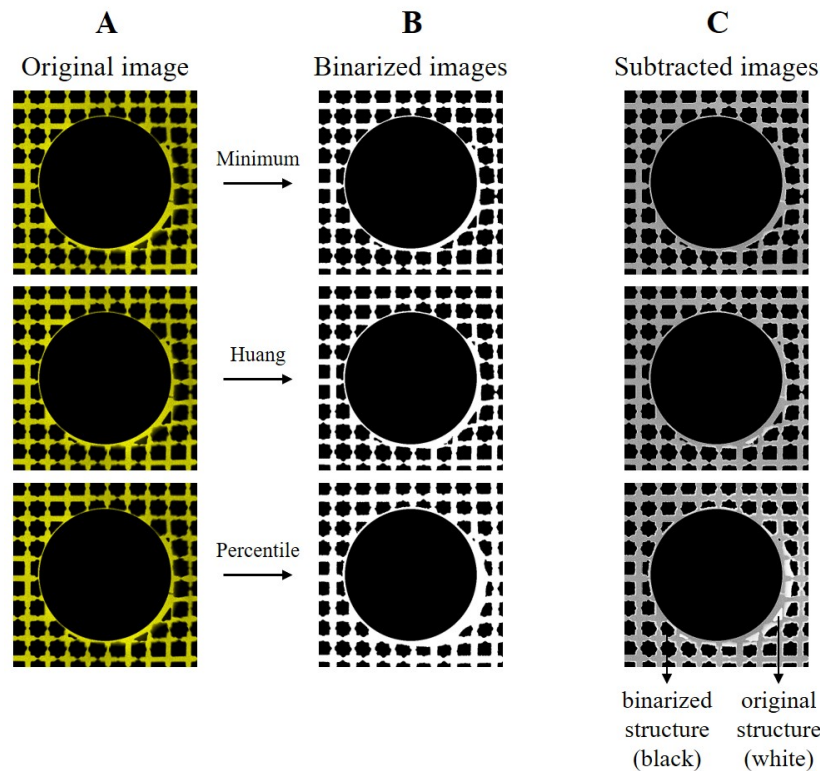 A
B
C
Original image
Binarized images
Subtracted images
Minimum
Huang
Percentile
binarized
structure
(black)
original
structure
(white)